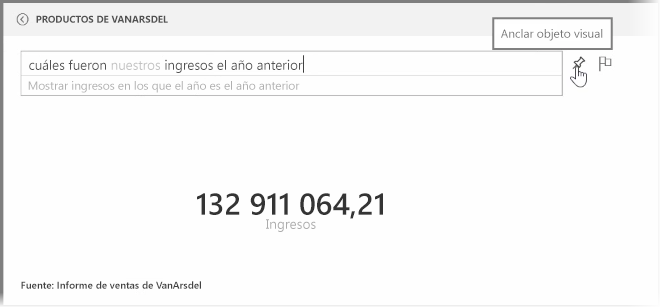 PRODUCTOS DE VANARSDEL
Anclar objeto visual
cuáles fueron nuestros ingresos el año anterior
Mostrar ingresos en los que el año es el año anterior
132 911 064,21
Ingresos
Fuente: Informe de ventas de VanArsdel